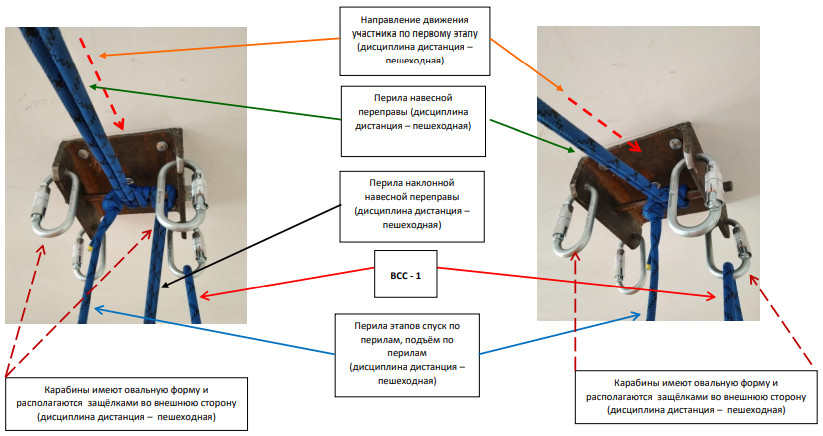 Направление движения
участника по первому этапу
(дисциплина дистанция –
пешеходная)
Перила навесной
переправы (дисциплина
дистанция – пешеходная)
Перила наклонной
навесной переправы
(дисциплина дистанция –
пешеходная)
ВСС - 1
Перила этапов спуск по
перилам, подъём по
перилам
(дисциплина дистанция –
пешеходная)
Карабины имеют овальную форму и
располагаются защёлками во внешнюю сторону
(дисциплина дистанция – пешеходная)
Карабины имеют овальную форму и
располагаются защёлками во внешнюю сторону
(дисциплина дистанция – пешеходная)